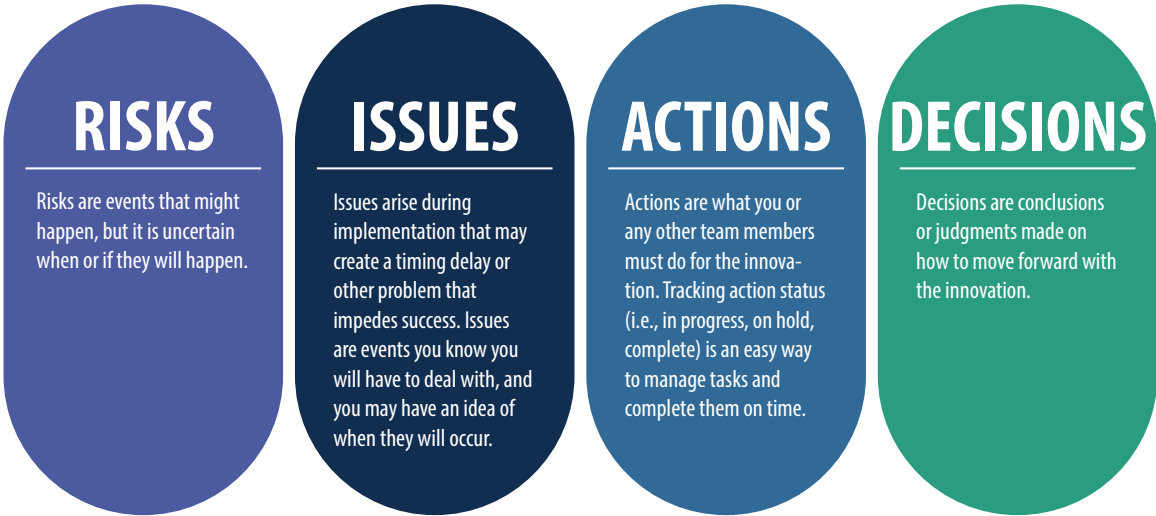 RISKS
Risks are events that might
happen, but it is uncertain
when or if they will happen.
ISSUES
Issues arise during
implementation that may
create a timing delay or
other problem that
impedes success. Issues
are events you know you
will have to deal with, and
you may have an idea of
when they will occur.
ACTIONS
Actions are what you or
any other team members
must do for the innova-
tion. Tracking action status
(i.e., in progress, on hold,
complete) is an easy way
to manage tasks and
complete them on time.
DECISIONS
Decisions are conclusions
or judgments made on
how to move forward with
the innovation.